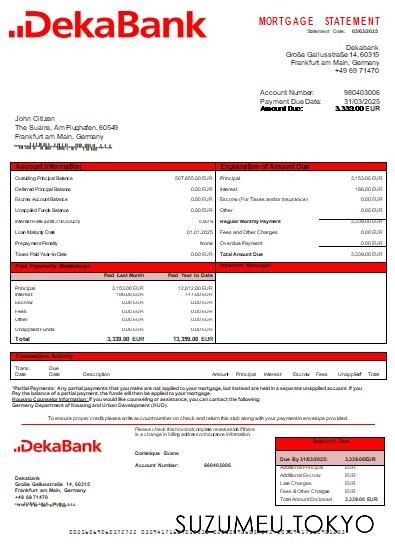 .DekaBank
MORTGAGE STATEMENT
Statement Date: 05/03/2025
Dekabank
Große Gallusstraße 14, 60315
Frankfurt am Main, Germany
+49 69 71470
Account Number: 980403006
Payment Due Date: 31/03/2025
Amount Due: 3,339.00 EUR
John Citizen
The Suaire, Am Flughafen, 60549
Frankfurt am Main, Germany
Account Information
Outstanding Principal Balance 507,655.00 EUR
Deferred Principal Balance 0.00 EUR
Escrow Account Balance 0.00 EUR
Unapplied Funds Balance 0.00 EUR
Interest Rate (until 31/03/2025)
Loan Maturity Date 01.01.2025
Prepayment Penalty None
Taxes Paid Year-to-Date 0.00 EUR
Explanation of Amount Due
Principal 3,153.00 EUR
Interest 186.00 EUR
Escrow (For Taxes and/or Insurance) 0.00 EUR
Other 0.00 EUR
Regular Monthly Payment 3,339.00 EUR
Fees and Other Charges 0.00 EUR
Overdue Payment 0.00 EUR
Total Amount Due 3,339.00 EUR
Past Payments Breakdown
Paid Last Month Paid Year to Date
Principal 3,153.00 EUR 12,612.00 EUR
Interest 186.00 EUR 747.00 EUR
Escrow 0.00 EUR 0.00 EUR
Fees 0.00 EUR 0.00 EUR
Other 0.00 EUR 0.00 EUR
Unapplied Funds 0.00 EUR 0.00 EUR
Total 3,339.00 EUR 13,359.00 EUR
Important Messages
Transaction Activity
Trans. Date Due Date Description Amount Principal Interest Escrow Fees Unapplied* Total
*Partial Payments: Any partial payments that you make are not applied to your mortgage, but instead are held in a separate unapplied account. If you
Pay the balance of a partial payment, the funds will then be applied to your mortgage.
Housing Counselor Information: If you would like counseling or assistance, you can contact the following:
Germany Department of Housing and Urban Development (RUD).
To ensure proper credit please write account number on check and return this stub along with your payment in envelope provided.
.DekaBank
Please check this box and complete reverse side if there
is a change in billing address or insurance information.
Dominique Evans
Account Number: 980403006
Dekabank
Große Gallusstraße 14, 60315
Frankfurt am Main, Germany
+49 69 71470
Amount Due
Due By 31/03/2025: 3,339.00EUR
Additional Principal EUR
Additional Escrow EUR
Late Charges EUR
Fees and Other Charges EUR
Total Amount Enclosed 0.00 EUR
SUZUMEU.TOKYO